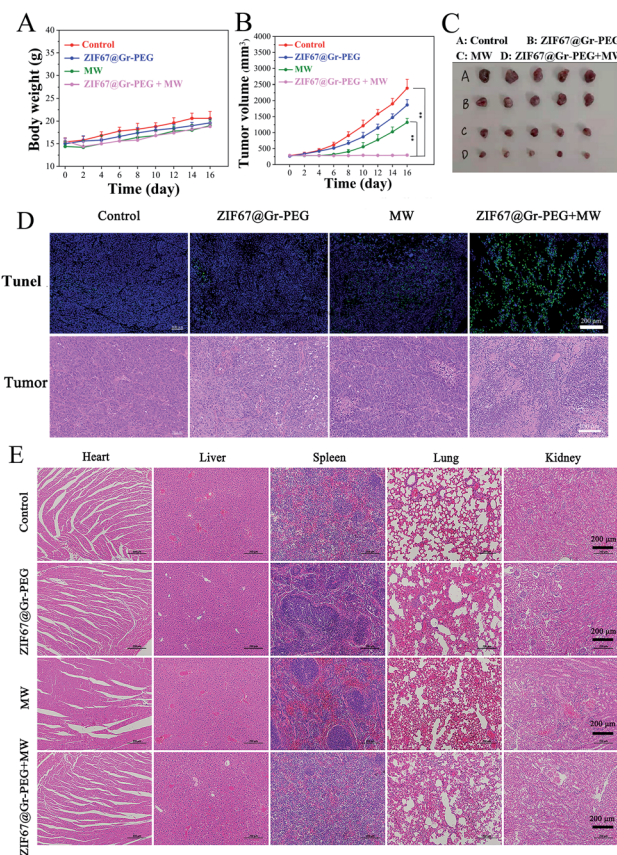 A
Body weight (g)
40
35
30
25
20
15
10
Control
ZIF67@Gr-PEG
MW
ZIF67@Gr-PEG + MW
0 2 4 6 8 10 12 14 16
Time (day)
B
Tumor volume (mm³)
4000
3500
3000
2500
2000
1500
1000
500
0
Control
ZIF67@Gr-PEG
MW
ZIF67@Gr-PEG + MW
**
**
0 2 4 6 8 10 12 14 16
Time (day)
C
A: Control B: ZIF67@Gr-PEG
C: MW D: ZIF67@Gr-PEG+MW
A
B
C
D
D
Control ZIF67@Gr-PEG MW ZIF67@Gr-PEG+MW
Tunel
200 μm
Tumor
E
Heart Liver Spleen Lung Kidney
Control
200 μm
ZIF67@Gr-PEG
200 μm
MW
200 μm
ZIF67@Gr-PEG+MW
200 μm